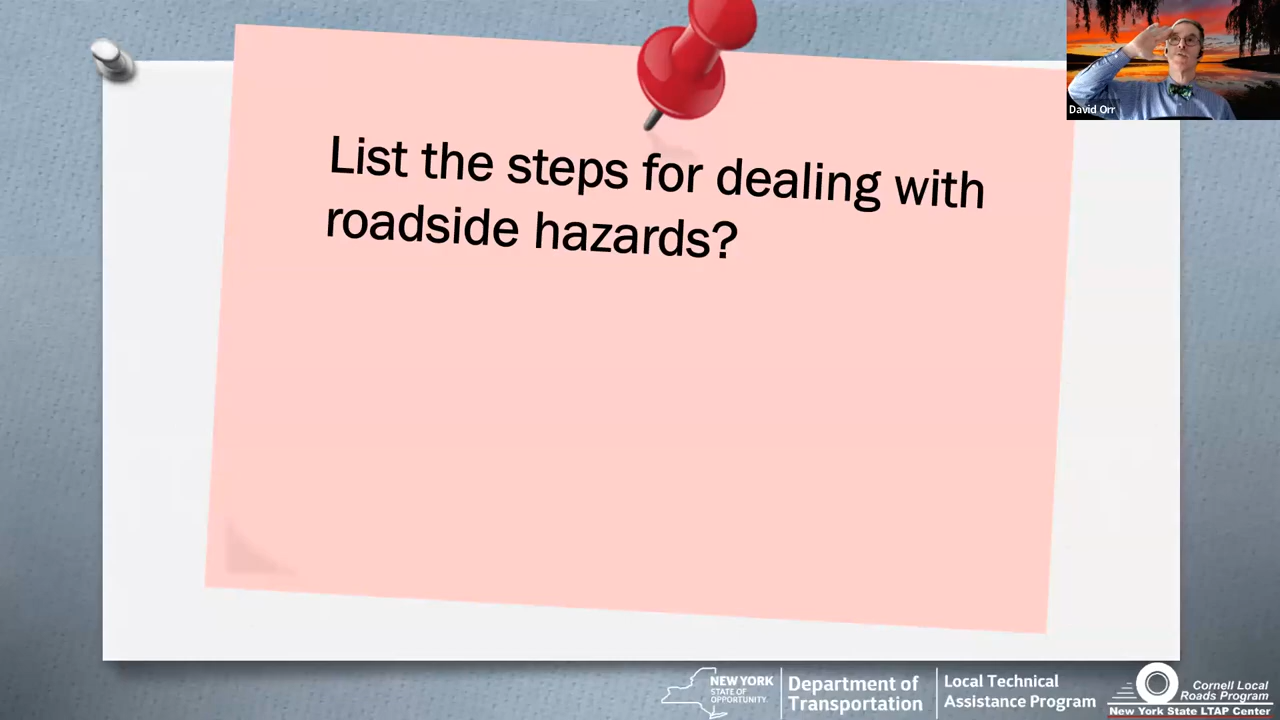 David Orr
List the steps for dealing with
roadside hazards?
NEW YORK
STATE OF
OPPORTUNITY.
Department of
Transportation
Local Technical
Assistance Program
Cornell Local
Roads Program
New York State LTAP Center